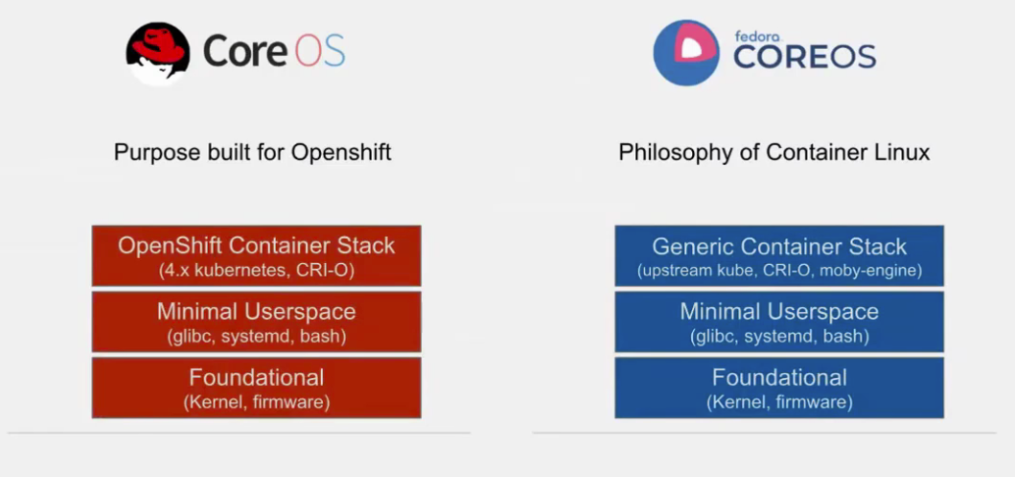 Core OS
Purpose built for Openshift
OpenShift Container Stack
(4.x kubernetes, CRI-O)
Minimal Userspace
(glibc, systemd, bash)
Foundational
(Kernel, firmware)
fedora
COREOS
Philosophy of Container Linux
Generic Container Stack
(upstream kube, CRI-O, moby-engine)
Minimal Userspace
(glibc, systemd, bash)
Foundational
(Kernel, firmware)